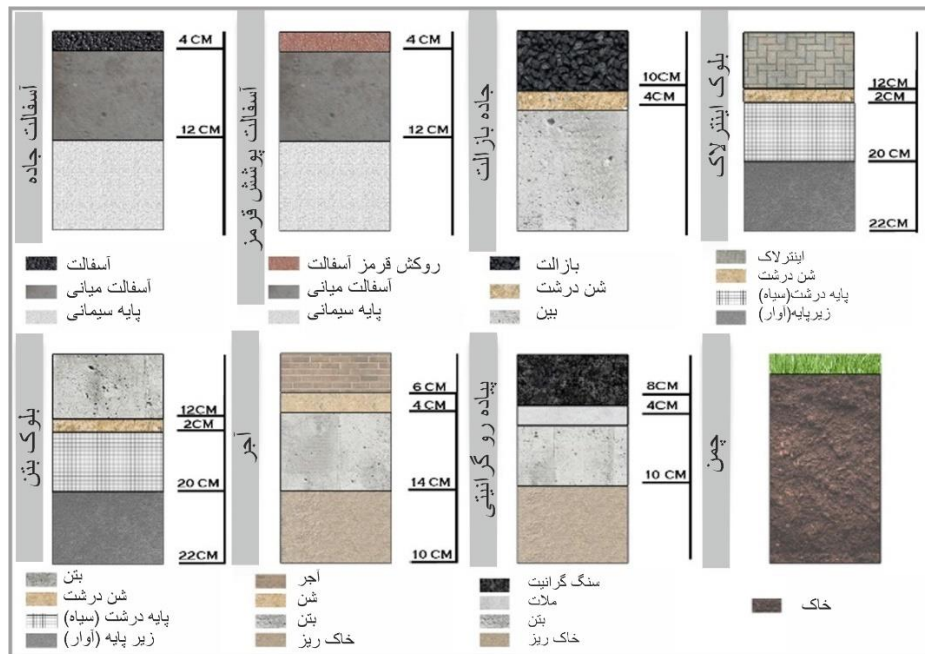 آسفالت جاده
4 CM
12 CM
آسفالت
آسفالت میانی
پایه سیمانی
آسفالت پوشش قرمز
4 CM
12 CM
روکش قرمز آسفالت
آسفالت میانی
پایه سیمانی
جاده بازالت
10CM
4CM
بازالت
شن درشت
بین
بلوک اینترلاک
12CM
2CM
20 CM
22CM
اینترلاک
شن درشت
پایه درشت(سیاه)
زیرپایه(آوار)
بلوک بتن
12CM
2CM
20 CM
22CM
بتن
شن درشت
پایه درشت (سیاه)
زیر پایه (آوار)
آجر
6 CM
4 CM
14 CM
10 CM
آجر
شن
بتن
خاک ریز
پیاده رو گرانیتی
8CM
4CM
10 CM
سنگ گرانیت
ملات
بتن
خاک ریز
چمن
خاک